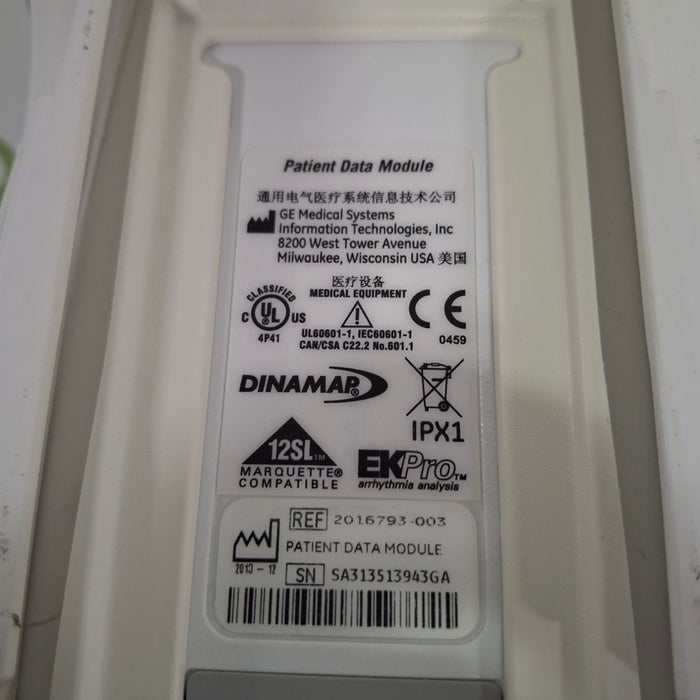 Patient Data Module
通用电气医疗系统信息技术公司
GE Medical Systems
Information Technologies, Inc
8200 West Tower Avenue
Milwaukee, Wisconsin USA 美国
医疗设备
MEDICAL EQUIPMENT
CLASSIFIED
C UL US
4P41
UL60601-1, IEC60601-1
CAN/CSA C22.2 No.601.1
CE
0459
DINAMAP®
IPX1
12SL™
MARQUETTE®
COMPATIBLE
EK-Pro™
arrhythmia analysis
REF 2016793-003
PATIENT DATA MODULE
2013-12
SN SA313513943GA